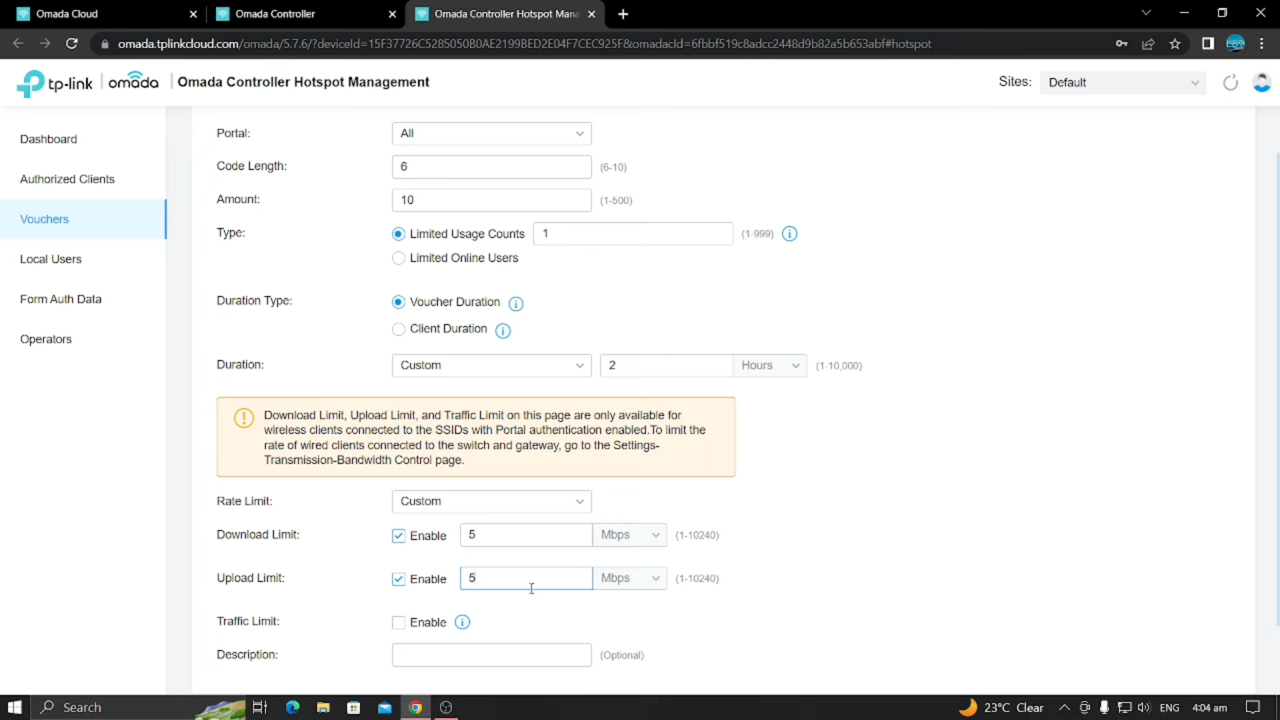 Omada Cloud
Omada Controller
Omada Controller Hotspot Mana
omada.tplinkcloud.com/omada/5.7.6/?deviceId=15F37726C5285050B0AE2199BED2E04F7CEC925F&omadacId=6fbbf519c8adcc2448d9b82a5b653abf#hotspot
tp-link | omada | Omada Controller Hotspot Management
Sites: Default
Dashboard
Authorized Clients
Vouchers
Local Users
Form Auth Data
Operators
Portal: All
Code Length: 6 (6-10)
Amount: 10 (1-500)
Type: Limited Usage Counts 1 (1-999)
Limited Online Users
Duration Type: Voucher Duration
Client Duration
Duration: Custom 2 Hours (1-10,000)
Download Limit, Upload Limit, and Traffic Limit on this page are only available for
wireless clients connected to the SSIDs with Portal authentication enabled.To limit the
rate of wired clients connected to the switch and gateway, go to the Settings-
Transmission-Bandwidth Control page.
Rate Limit: Custom
Download Limit: Enable 5 Mbps (1-10240)
Upload Limit: Enable 5 Mbps (1-10240)
Traffic Limit: Enable
Description: (Optional)
Search
23°C Clear
ENG
4:04 am